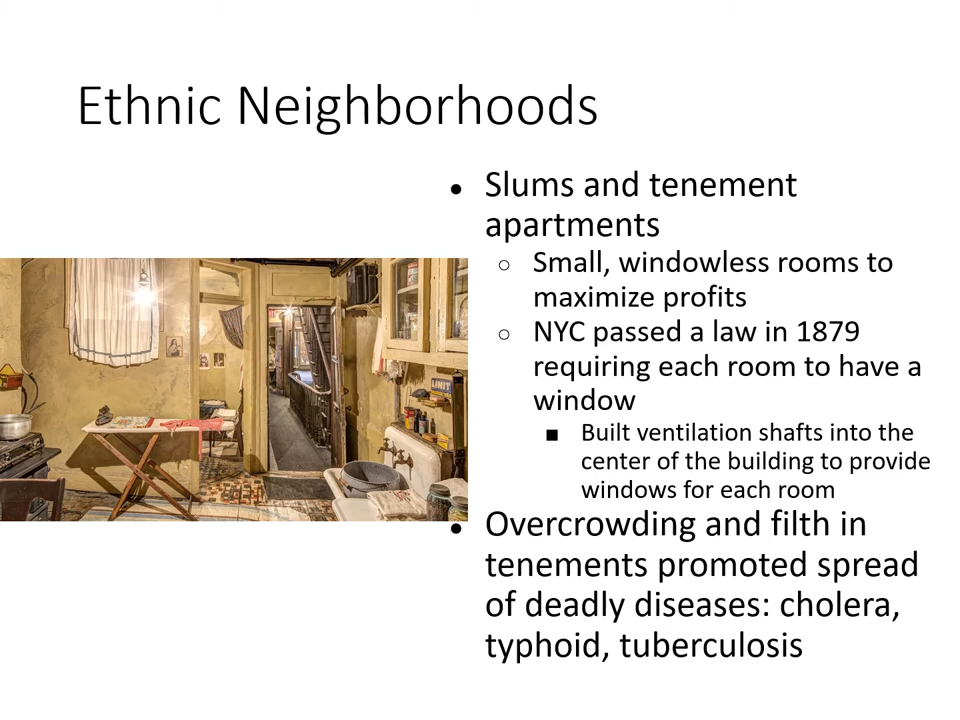 Ethnic Neighborhoods
● Slums and tenement
apartments
○ Small, windowless rooms to
maximize profits
○ NYC passed a law in 1879
requiring each room to have a
window
■ Built ventilation shafts into the
center of the building to provide
windows for each room
● Overcrowding and filth in
tenements promoted spread
of deadly diseases: cholera,
typhoid, tuberculosis
LIMIT